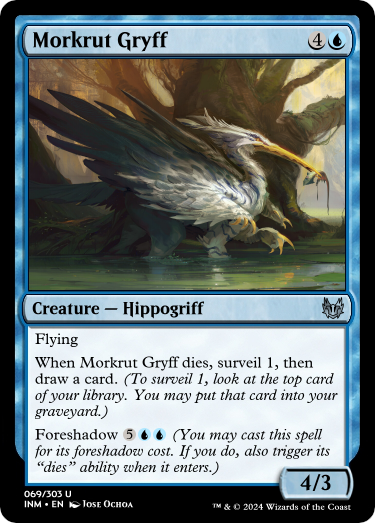 Morkrut Gryff
4
Creature — Hippogriff
Flying
When Morkrut Gryff dies, surveil 1, then
draw a card. (To surveil 1, look at the top card
of your library. You may put that card into your
graveyard.)
Foreshadow 5 (You may cast this spell
for its foreshadow cost. If you do, also trigger its
"dies" ability when it enters.)
4/3
069/303 U
INM • EN Jose Ochoa
™ & © 2024 Wizards of the Coast